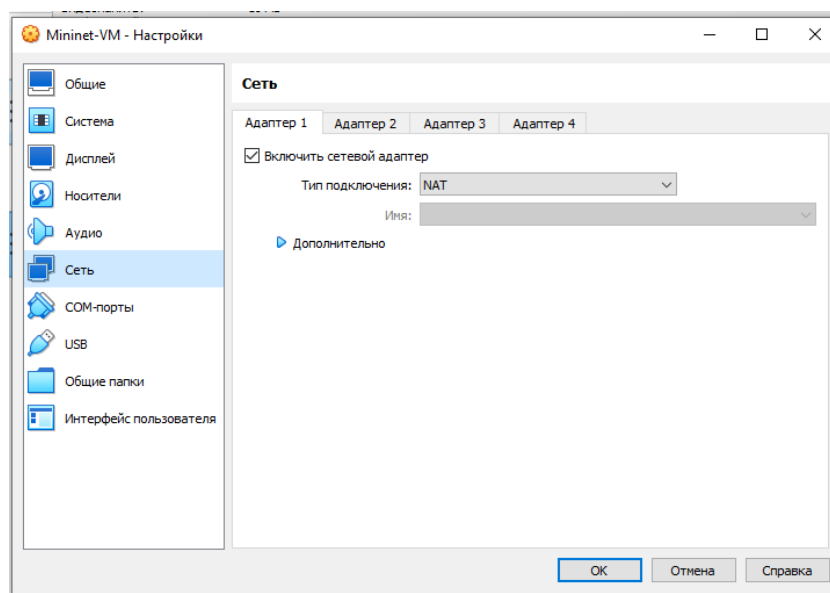 Mininet-VM - Настройки
Общие
Система
Дисплей
Носители
Аудио
Сеть
COM-порты
USB
Общие папки
Интерфейс пользователя
Сеть
Адаптер 1 Адаптер 2 Адаптер 3 Адаптер 4
Включить сетевой адаптер
Тип подключения: NAT
Имя:
Дополнительно
OK Отмена Справка